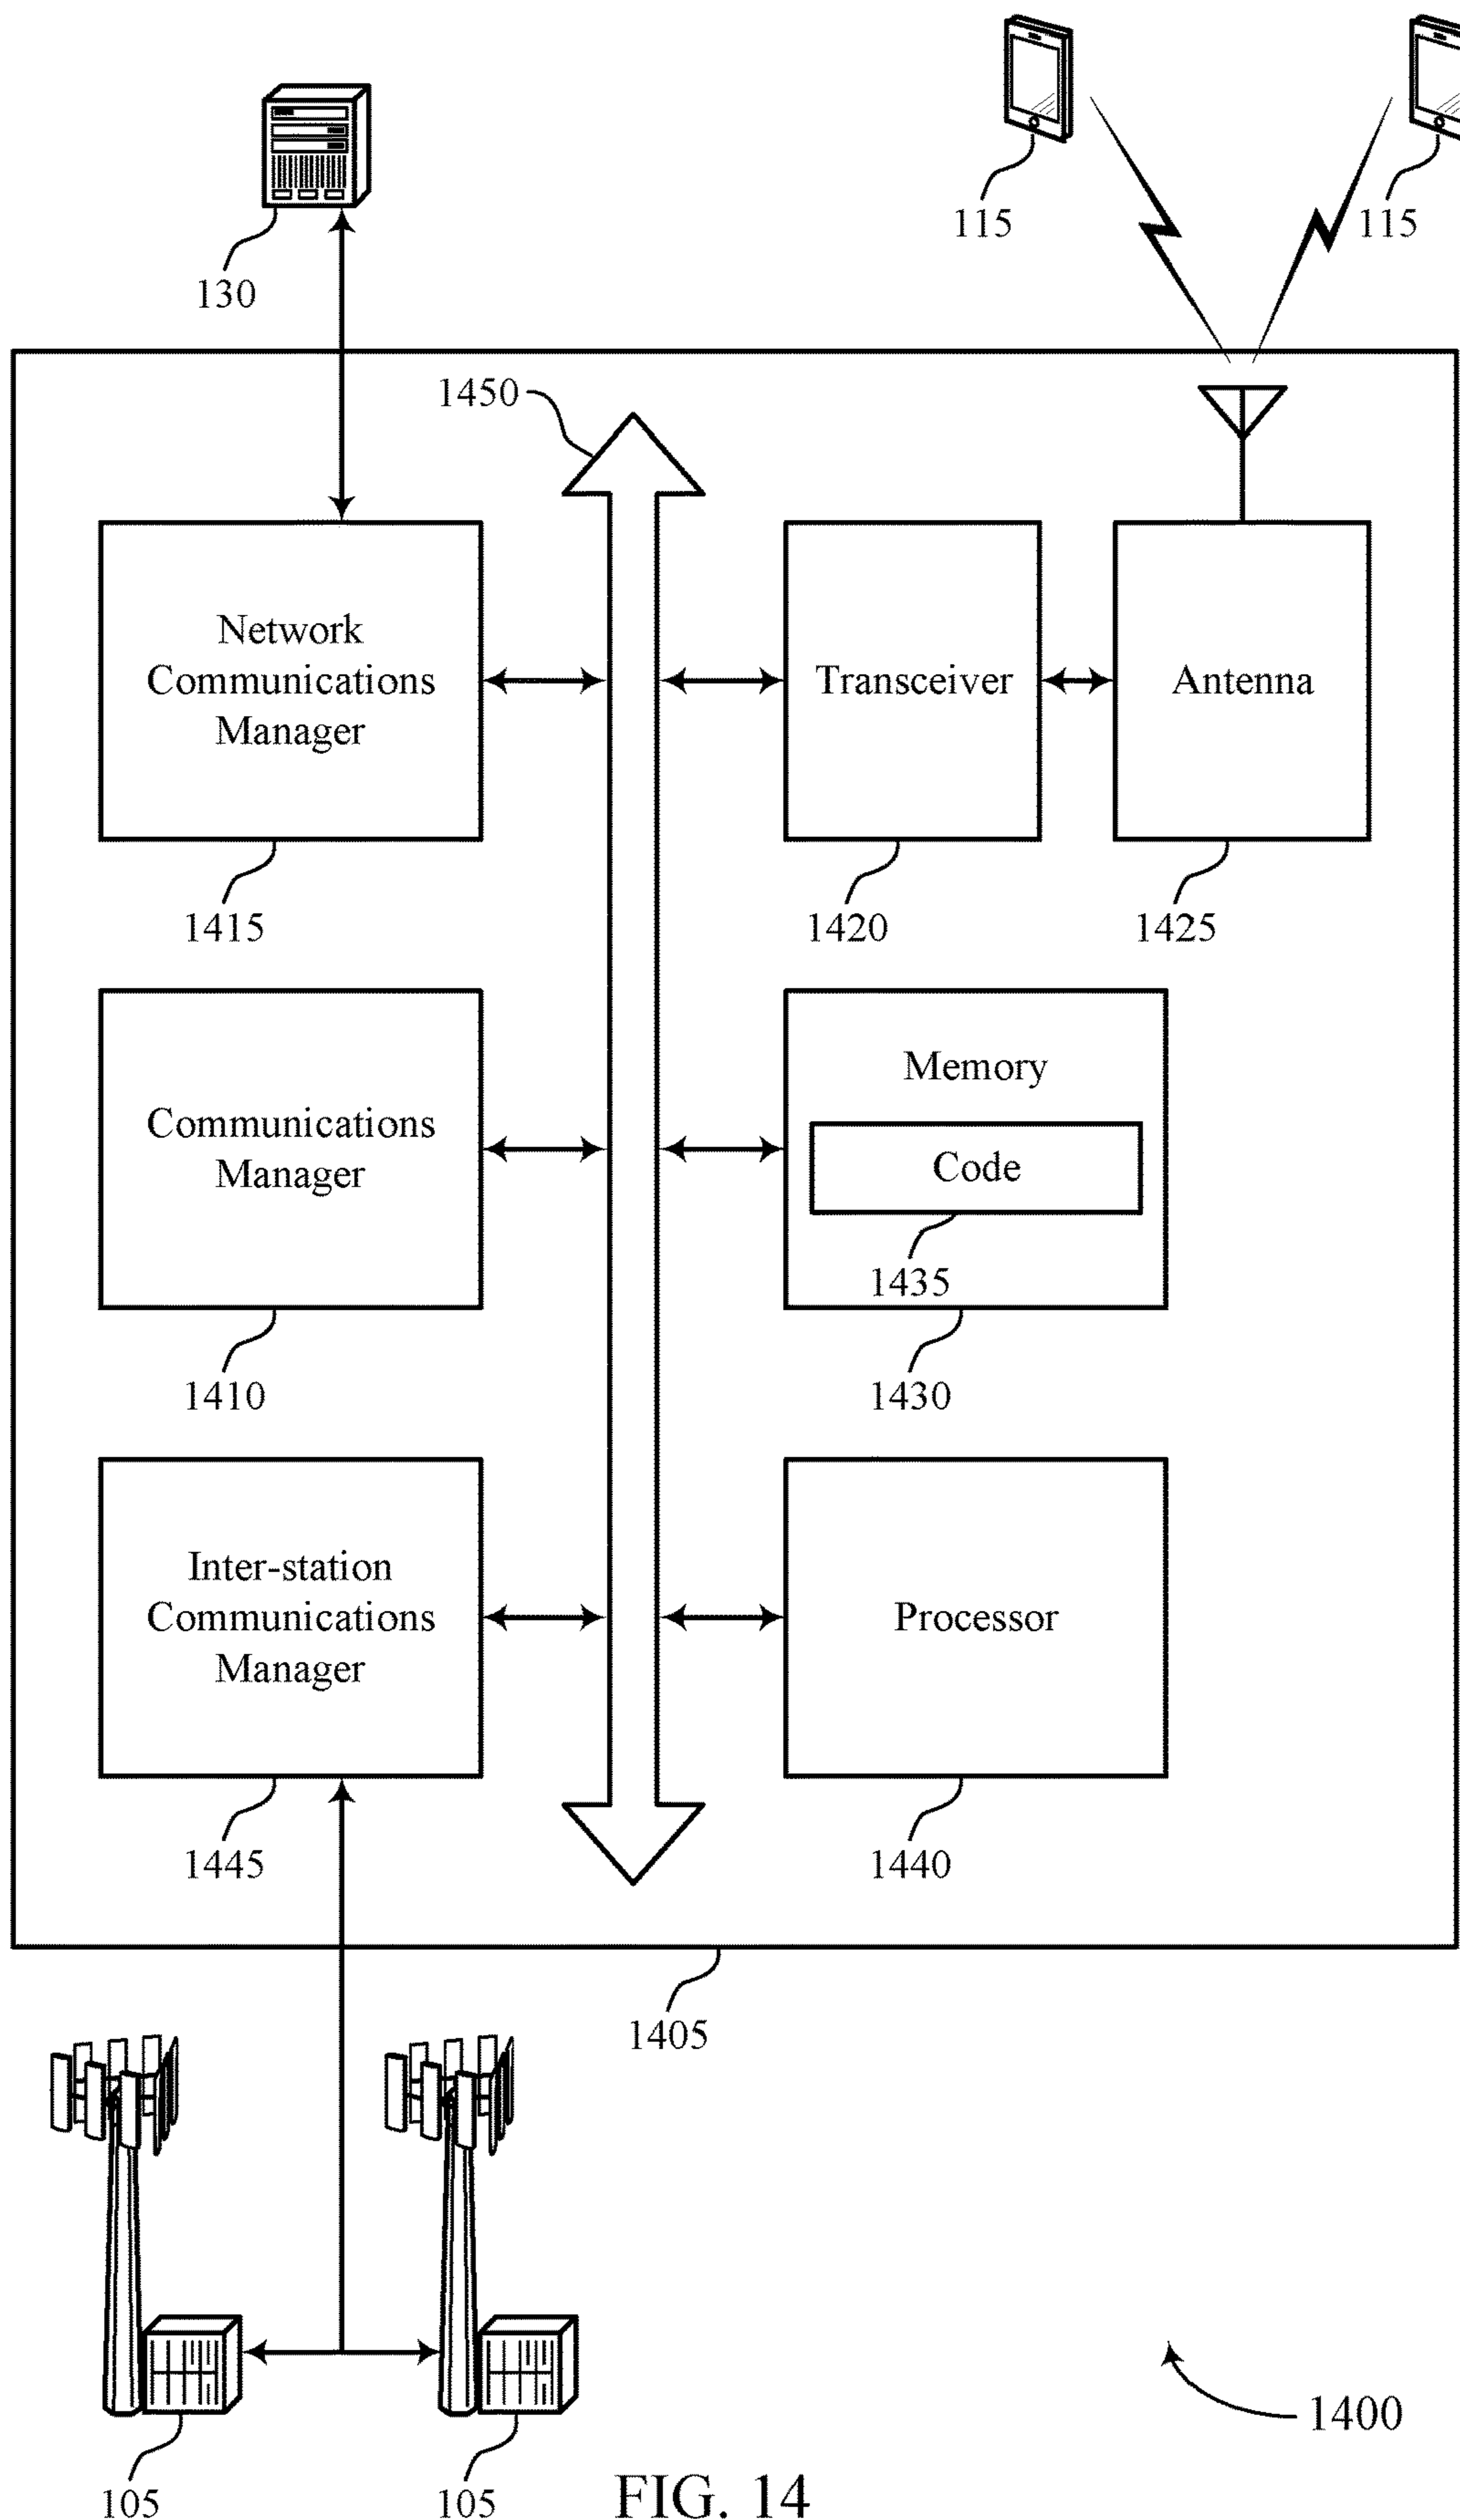 115
115
130
1450
Network
Communications
Manager
Transceiver
Antenna
1415
1420
1425
Communications
Manager
Memory
Code
1435
1410
1430
Inter-station
Communications
Manager
Processor
1445
1440
1405
1400
105
105
FIG. 14